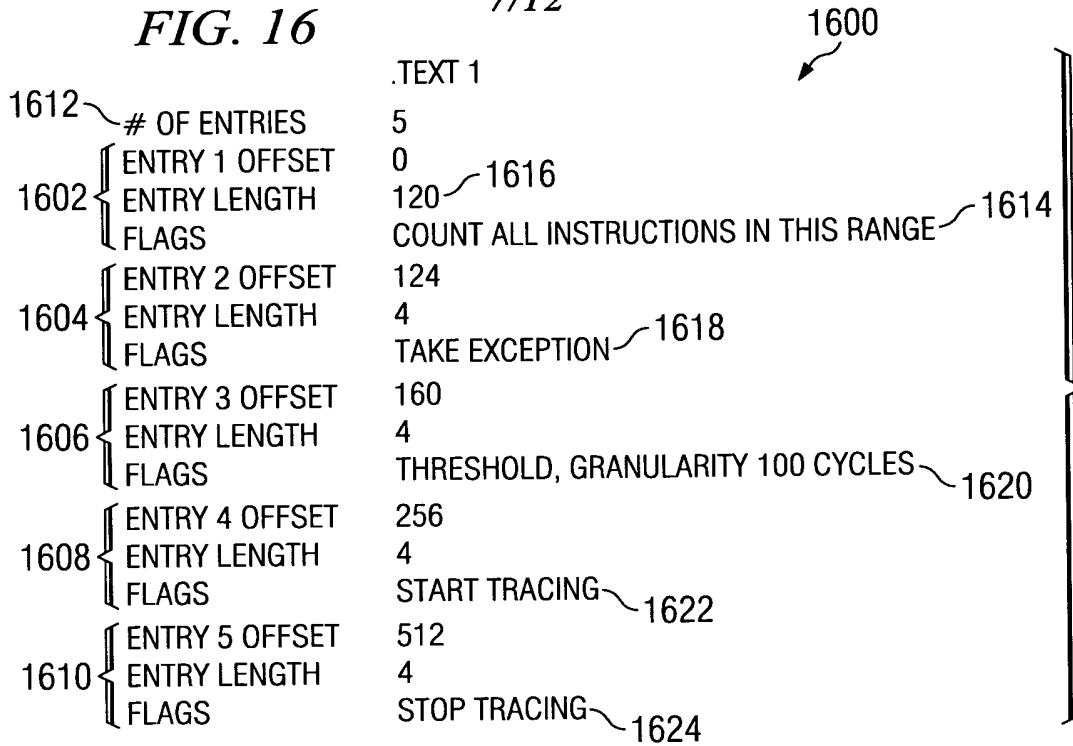 7/12
FIG. 16
1600
.TEXT 1
1612 # OF ENTRIES 5
ENTRY 1 OFFSET 0
1602 ENTRY LENGTH 120 1616
FLAGS COUNT ALL INSTRUCTIONS IN THIS RANGE 1614
ENTRY 2 OFFSET 124
1604 ENTRY LENGTH 4
FLAGS TAKE EXCEPTION 1618
ENTRY 3 OFFSET 160
1606 ENTRY LENGTH 4
FLAGS THRESHOLD, GRANULARITY 100 CYCLES 1620
ENTRY 4 OFFSET 256
1608 ENTRY LENGTH 4
FLAGS START TRACING 1622
ENTRY 5 OFFSET 512
1610 ENTRY LENGTH 4
FLAGS STOP TRACING 1624